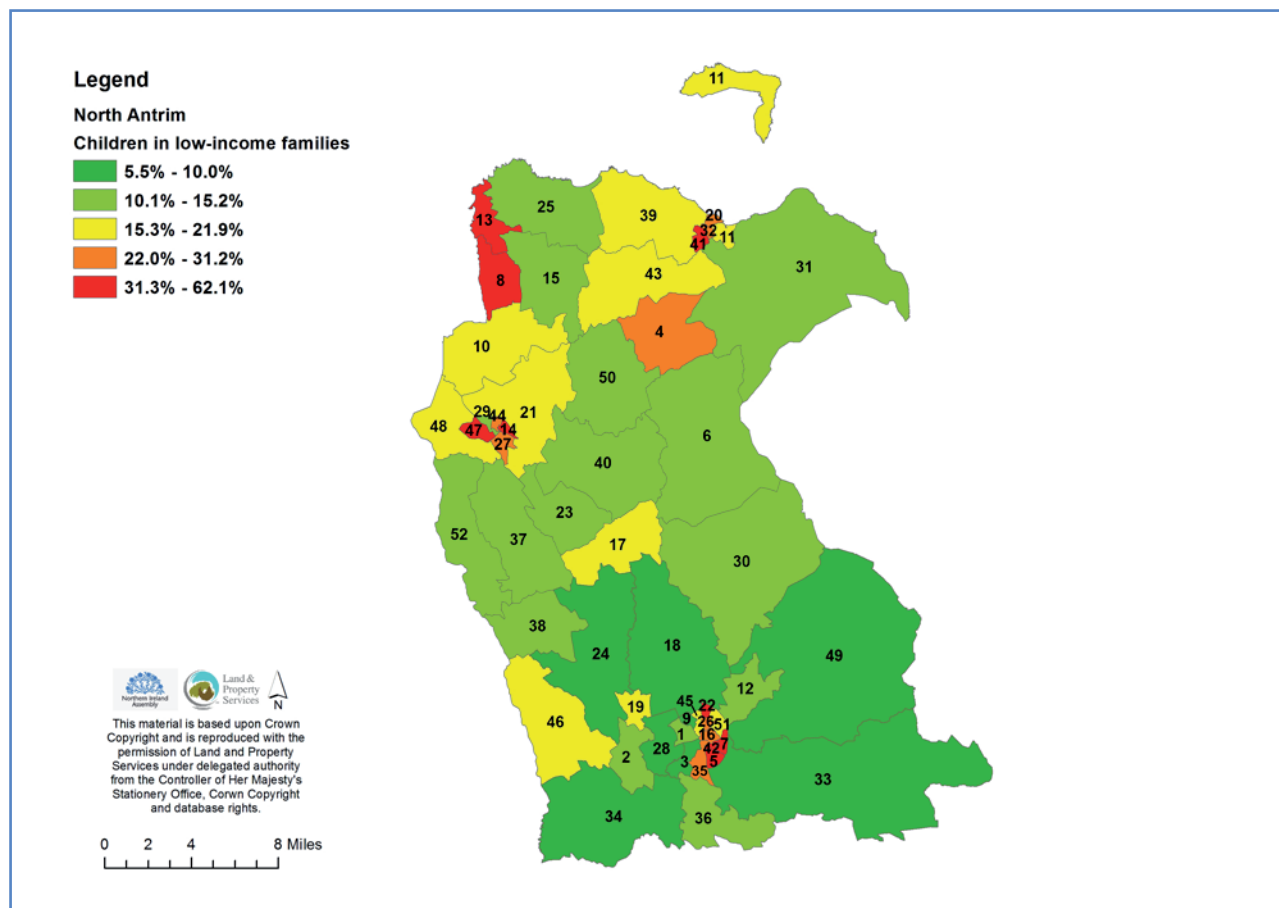 Legend
North Antrim
Children in low-income families
5.5% - 10.0%
10.1% - 15.2%
15.3% - 21.9%
22.0% - 31.2%
31.3% - 62.1%
11
13
25
39
20
32
11
41
31
8
15
43
4
10
50
29
44
21
48
47
14
27
6
40
23
52
37
17
30
38
24
18
49
12
46
19
45
22
9
26
51
1
16
2
28
42
7
3
5
35
33
34
36
Northern Ireland
Assembly
Land &
Property
Services
N
This material is based upon Crown
Copyright and is reproduced with the
permission of Land and Property
Services under delegated authority
from the Controller of Her Majesty's
Stationery Office, Corwn Copyright
and database rights.
0 2 4 8 Miles